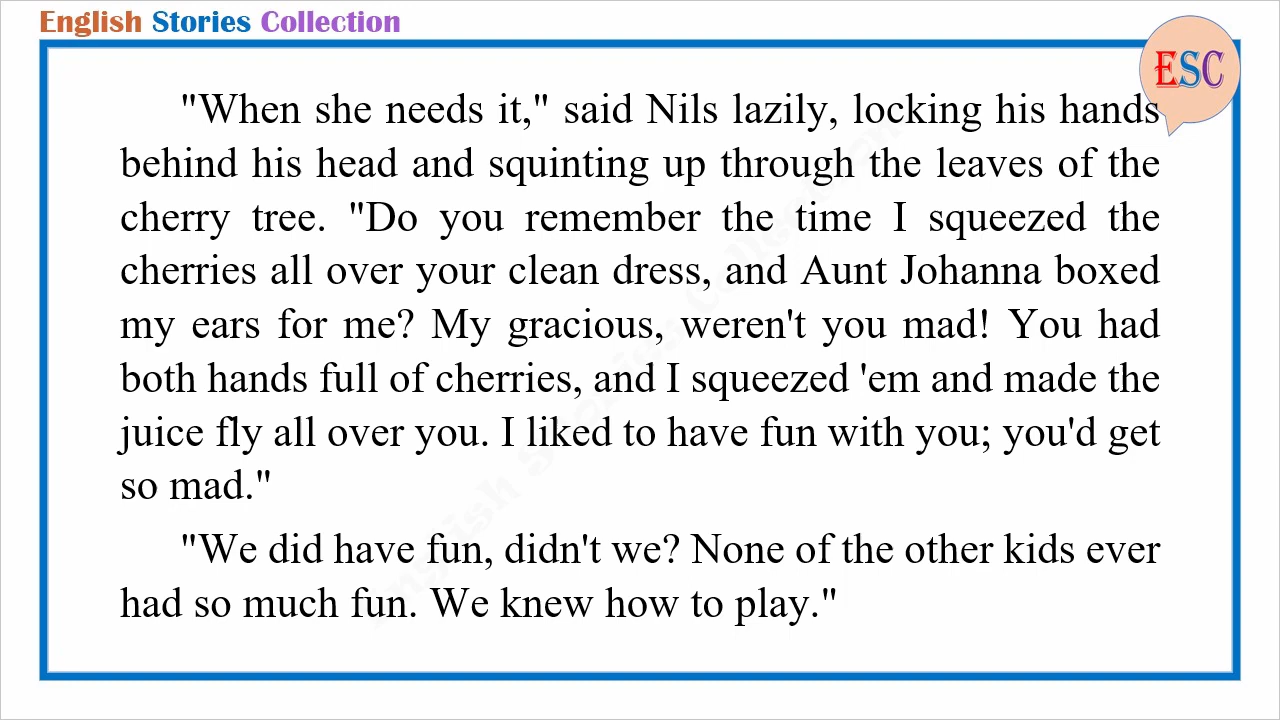 English Stories Collection
ESC
"When she needs it," said Nils lazily, locking his hands
behind his head and squinting up through the leaves of the
cherry tree. "Do you remember the time I squeezed the
cherries all over your clean dress, and Aunt Johanna boxed
my ears for me? My gracious, weren't you mad! You had
both hands full of cherries, and I squeezed 'em and made the
juice fly all over you. I liked to have fun with you; you'd get
so mad."
"We did have fun, didn't we? None of the other kids ever
had so much fun. We knew how to play."
English Stories Collection